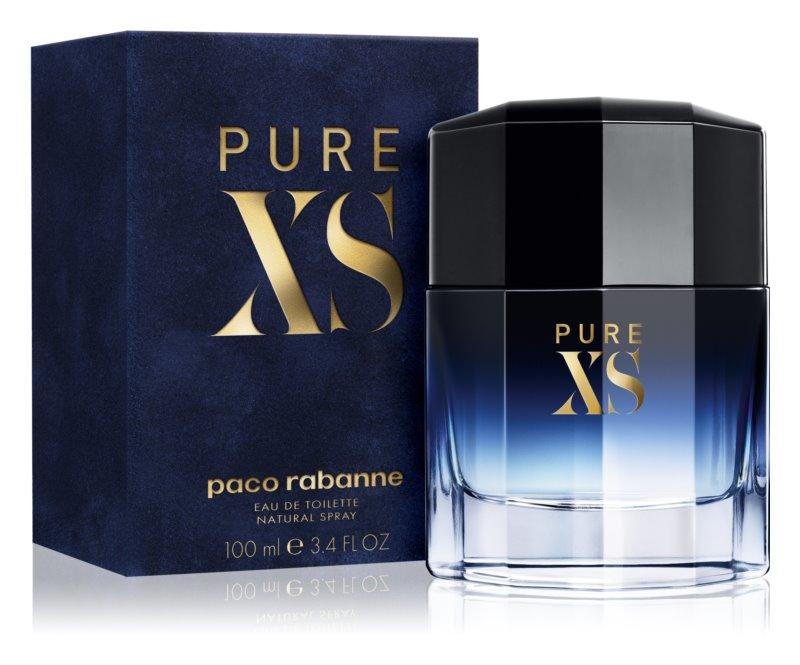 PURE
XS
paco rabanne
EAU DE TOILETTE
NATURAL SPRAY
100 ml e 3.4 FL OZ
PURE
XS